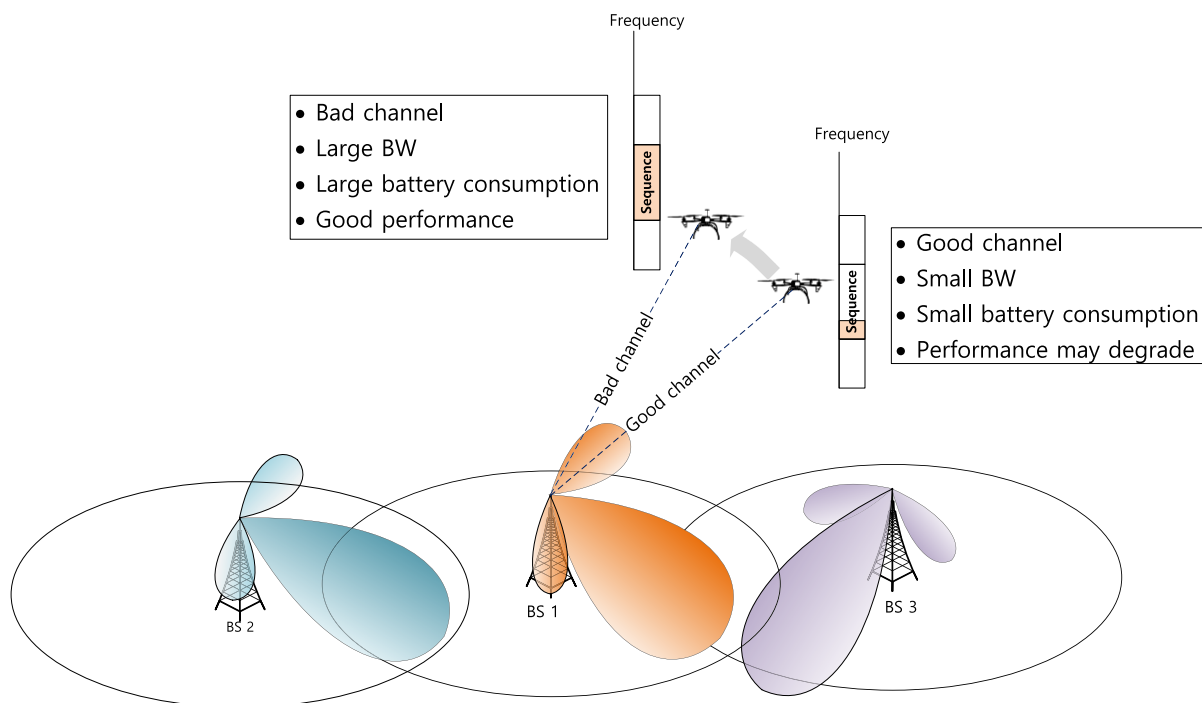 Frequency
• Bad channel
• Large BW
• Large battery consumption
• Good performance
Sequence
Frequency
Sequence
• Good channel
• Small BW
• Small battery consumption
• Performance may degrade
Bad channel
Good channel
BS 2
BS 1
BS 3